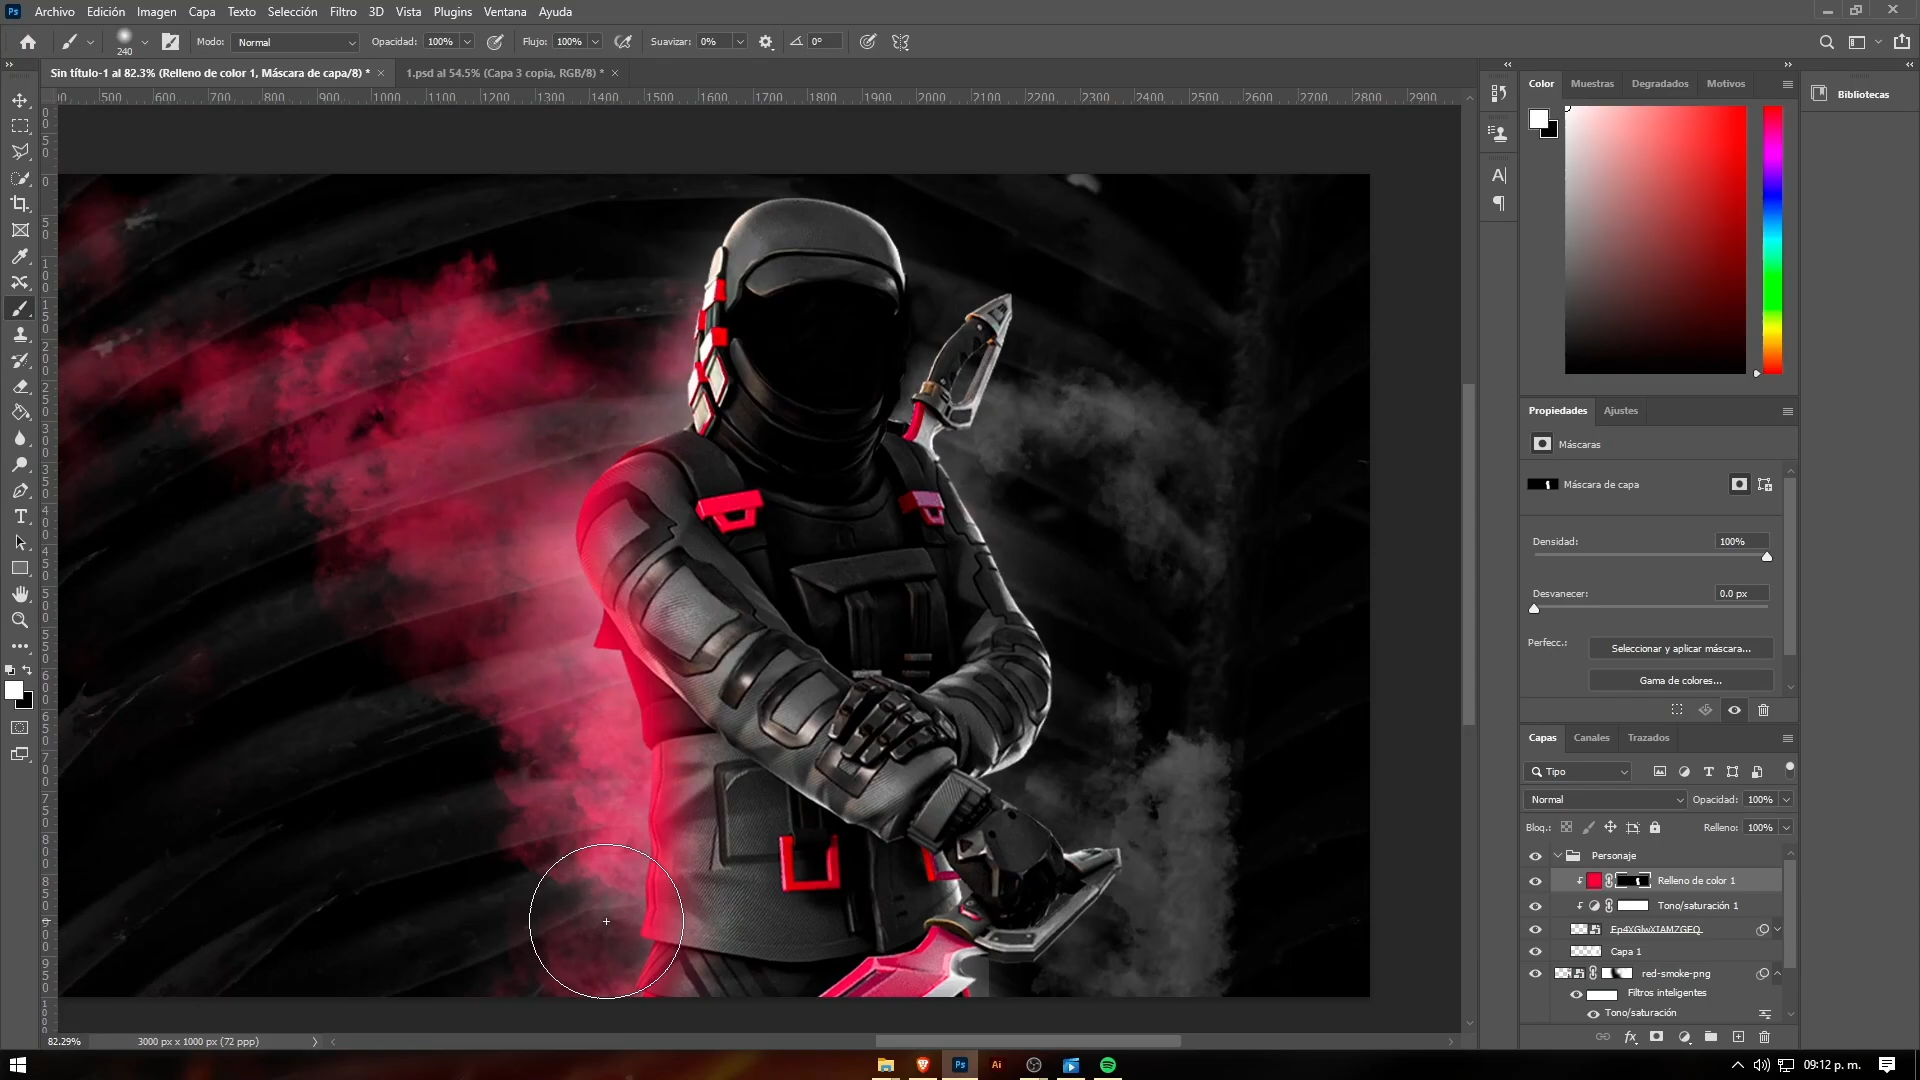 Ps Archivo Edición Imagen Capa Texto Selección Filtro 3D Vista Plugins Ventana Ayuda
240 Modo: Normal Opacidad: 100% Flujo: 100% Suavizar: 0% 0°
Sin título-1 al 82.3% (Relleno de color 1, Máscara de capa/8) * × 1.psd al 54.5% (Capa 3 copia, RGB/8) * ×
500 600 700 800 900 1000 1100 1200 1300 1400 1500 1600 1700 1800 1900 2000 2100 2200 2300 2400 2500 2600 2700 2800 2900
Color Muestras Degradados Motivos
Bibliotecas
Propiedades Ajustes
Máscaras
Máscara de capa
Densidad: 100%
Desvanecer: 0.0 px
Perfecc.: Seleccionar y aplicar máscara...
Gama de colores...
Capas Canales Trazados
Tipo
Normal Opacidad: 100%
Bloq.: Relleno: 100%
Personaje
Relleno de color 1
Tono/saturación 1
Ep4XGlwXIAMZGEQ
Capa 1
red-smoke-png
Filtros inteligentes
Tono/saturación
82.29% 3000 px x 1000 px (72 ppp)
Ps Ai 09:12 p. m.